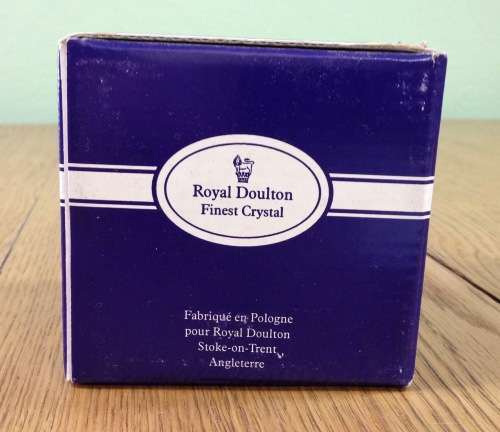 Royal Doulton
Finest Crystal
Fabriqué en Pologne
pour Royal Doulton
Stoke-on-Trent
Angleterre